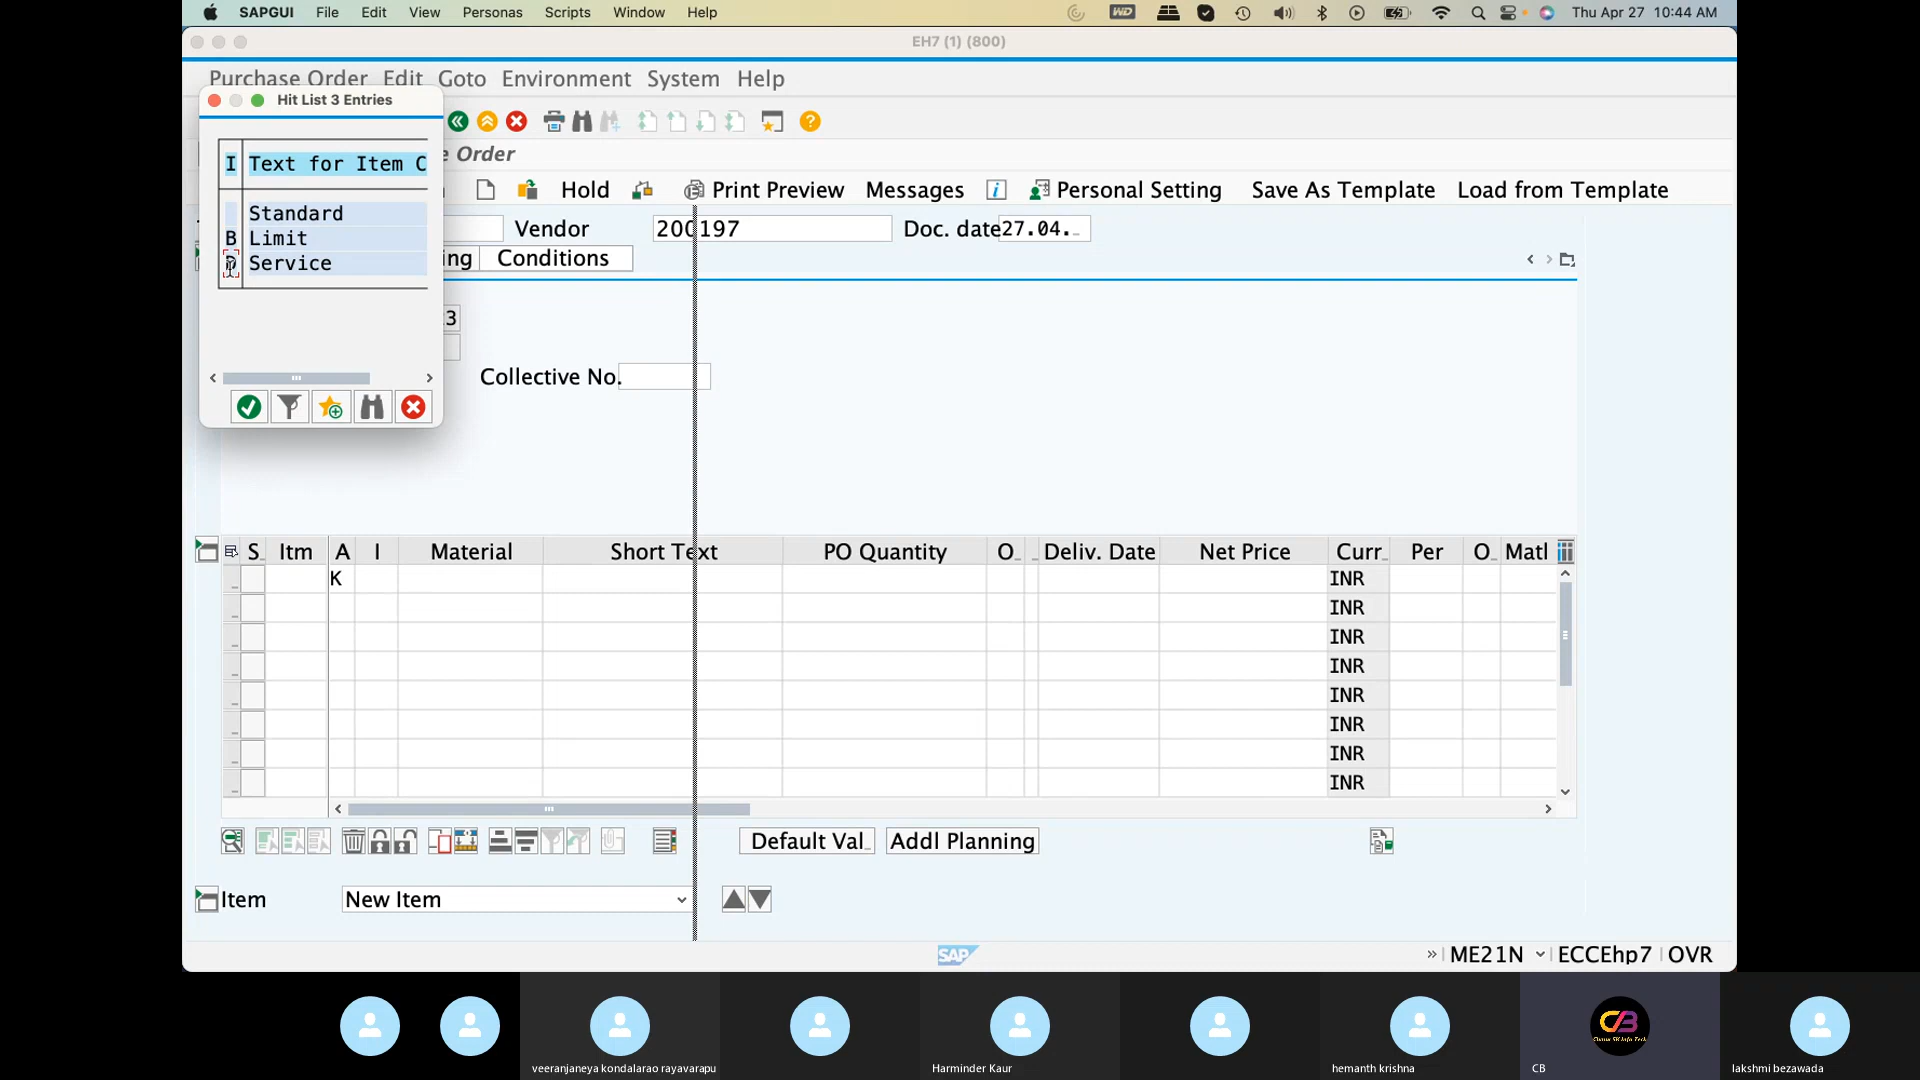 SAPGUI File Edit View Personas Scripts Window Help Thu Apr 27 10:44 AM
EH7 (1) (800)
Purchase Order Edit Goto Environment System Help
Hit List 3 Entries
e Order
I Text for Item C
Hold Print Preview Messages Personal Setting Save As Template Load from Template
Standard
B Limit
D Service
Vendor 200197 Doc. date 27.04.
ing Conditions
3
Collective No.
S Itm A I Material Short Text PO Quantity O Deliv. Date Net Price Curr Per O Matl
K INR
INR
INR
INR
INR
INR
INR
INR
Default Val Addl Planning
Item New Item
SAP ME21N ECCEhp7 OVR
veeranjaneya kondalarao rayavarapu Harminder Kaur hemanth krishna CB lakshmi bezawada